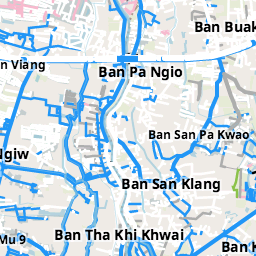 Ban Buak
n Viang
Ban Pa Ngio
Ban San Pa Kwao
Ngiw
Ban San Klang
Ban Tha Khi Khwai
Mu 9
Ban K